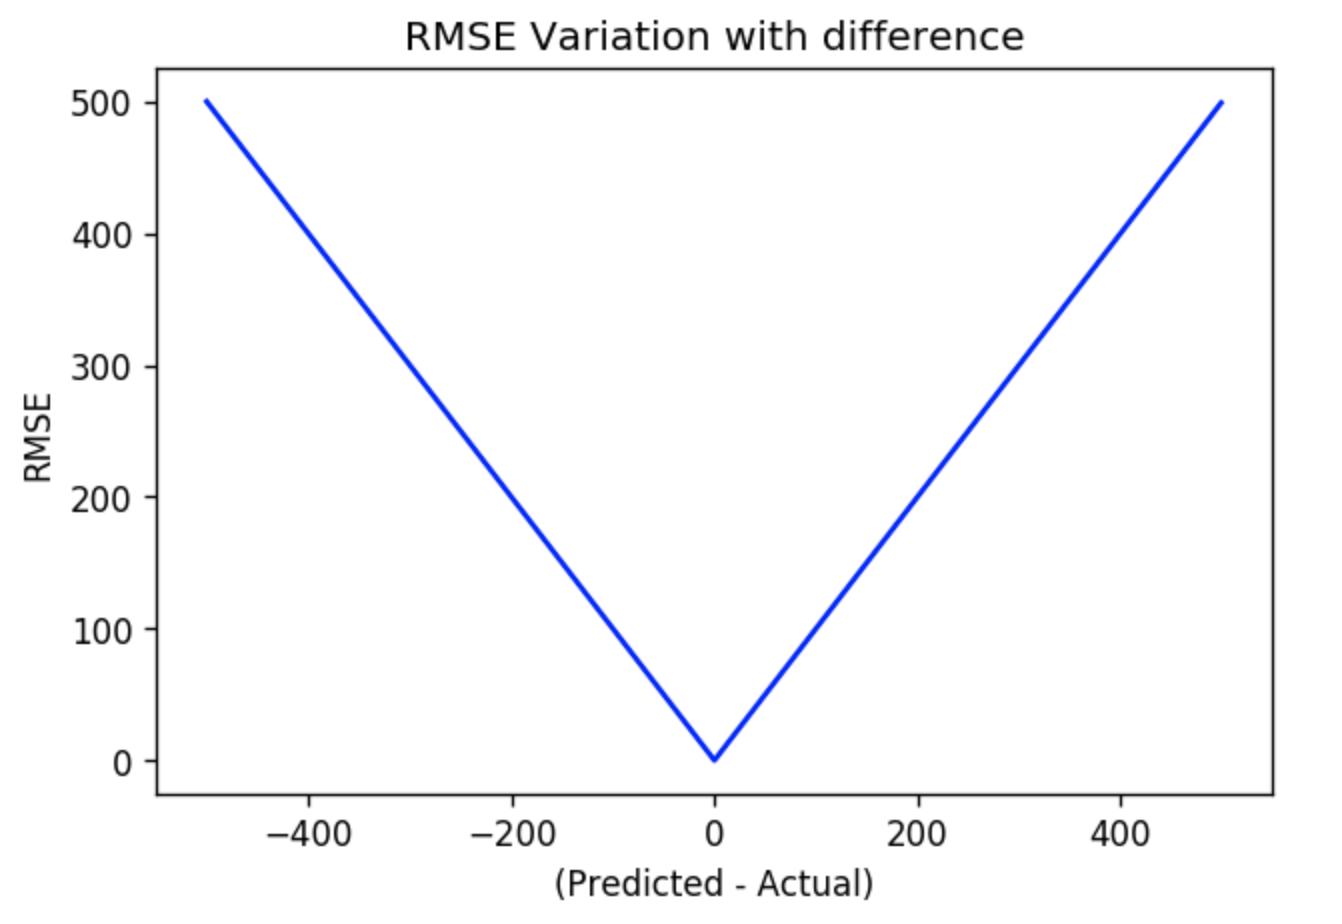 RMSE Variation with difference
500
400
300
200
100
0
RMSE
−400 −200 0 200 400
(Predicted - Actual)